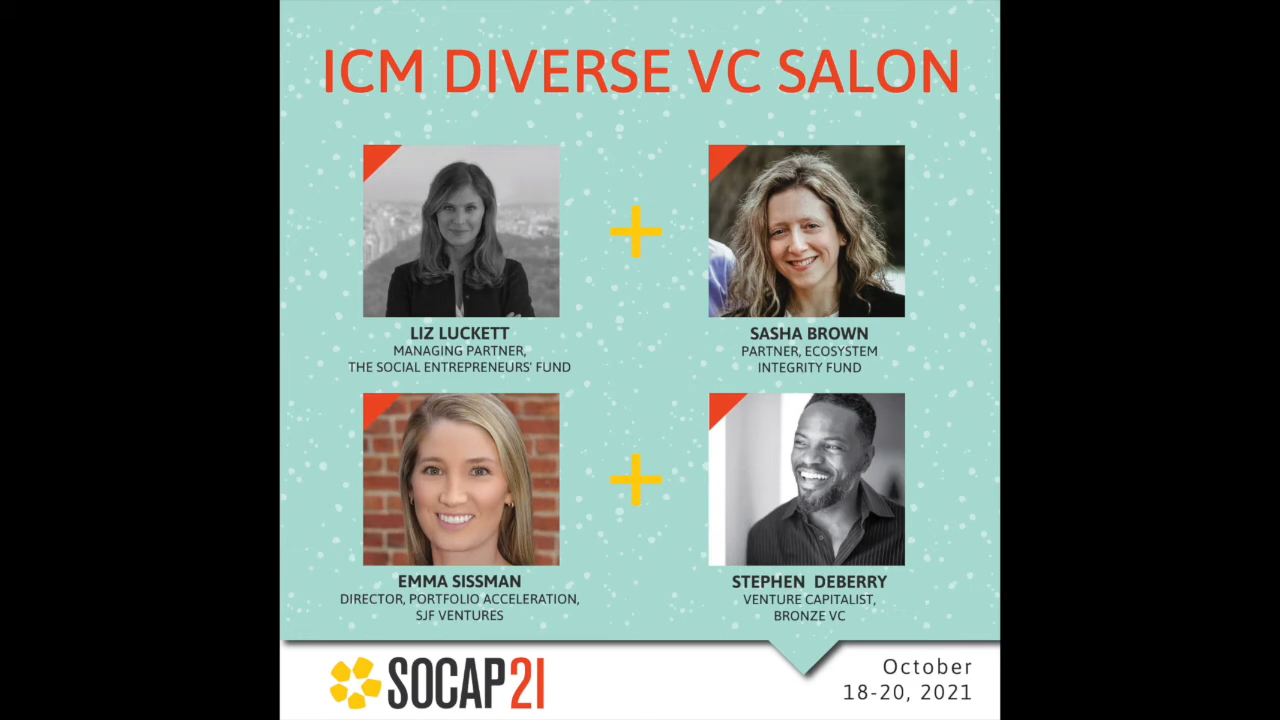 ICM DIVERSE VC SALON
LIZ LUCKETT
MANAGING PARTNER,
THE SOCIAL ENTREPRENEURS' FUND
SASHA BROWN
PARTNER, ECOSYSTEM
INTEGRITY FUND
EMMA SISSMAN
DIRECTOR, PORTFOLIO ACCELERATION,
SJF VENTURES
STEPHEN DEBERRY
VENTURE CAPITALIST,
BRONZE VC
SOCAP21
October
18-20, 2021